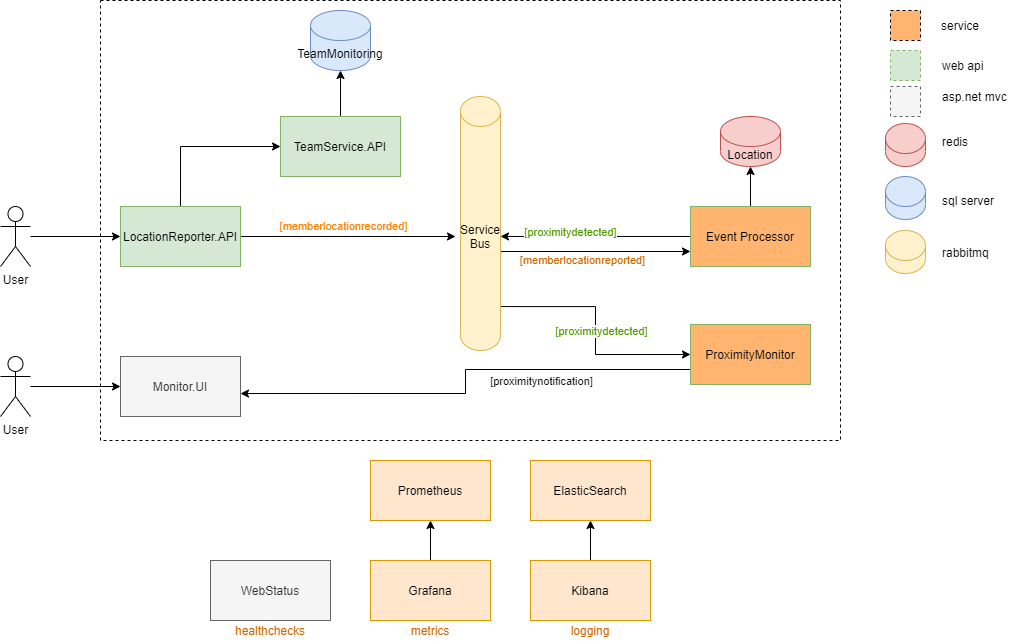 TeamMonitoring
TeamService.API
User
LocationReporter.API
[memberlocationrecorded]
Service
Bus
[proximitydetected]
[memberlocationreported]
Location
Event Processor
[proximitydetected]
ProximityMonitor
[proximitynotification]
User
Monitor.UI
service
web api
asp.net mvc
redis
sql server
rabbitmq
Prometheus
ElasticSearch
WebStatus
Grafana
Kibana
healthchecks
metrics
logging